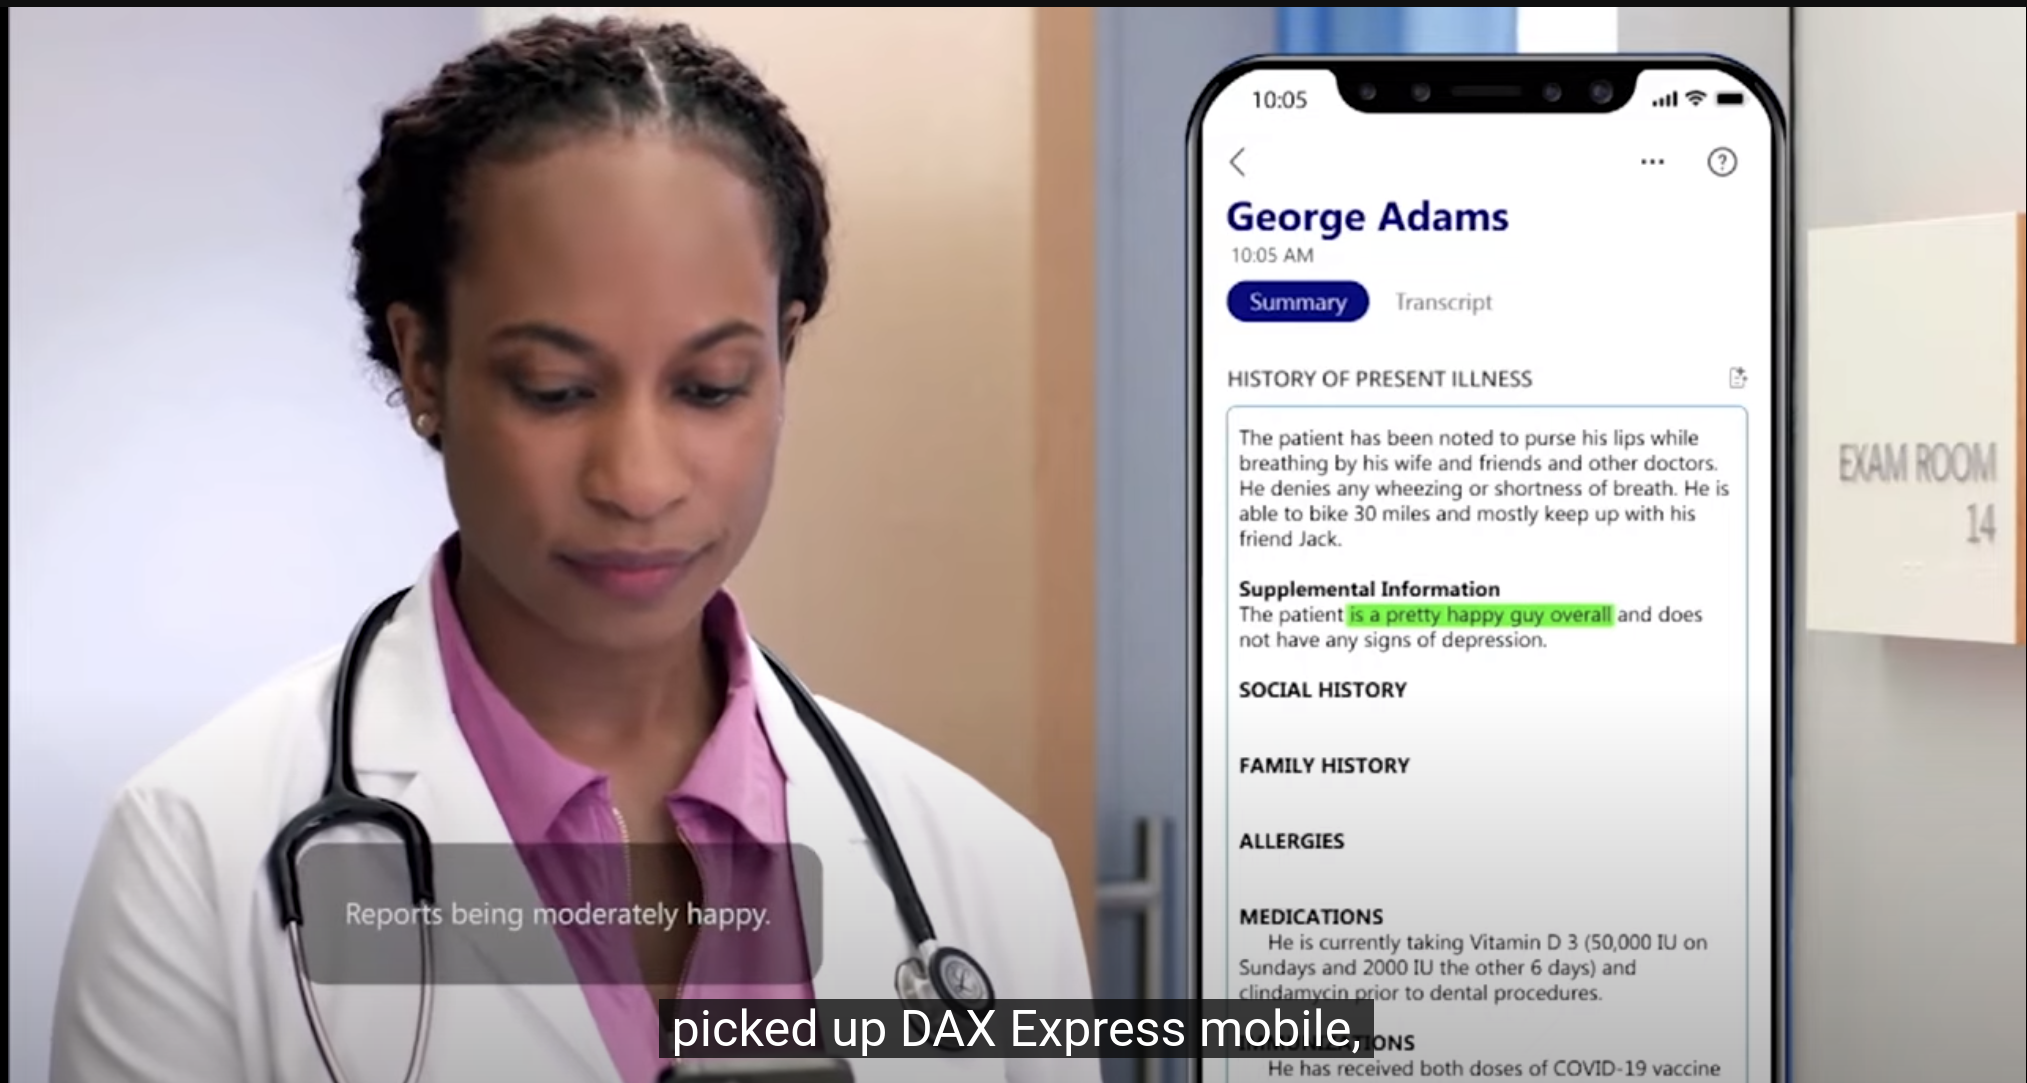 10:05
George Adams
10:05 AM
Summary Transcript
HISTORY OF PRESENT ILLNESS
The patient has been noted to purse his lips while
breathing by his wife and friends and other doctors.
He denies any wheezing or shortness of breath. He is
able to bike 30 miles and mostly keep up with his
friend Jack.
Supplemental Information
The patient is a pretty happy guy overall and does
not have any signs of depression.
SOCIAL HISTORY
FAMILY HISTORY
ALLERGIES
MEDICATIONS
He is currently taking Vitamin D 3 (50,000 IU on
Sundays and 2000 IU the other 6 days) and
clindamycin prior to dental procedures.
IMMUNIZATIONS
He has received both doses of COVID-19 vaccine
EXAM ROOM
14
Reports being moderately happy.
picked up DAX Express mobile,